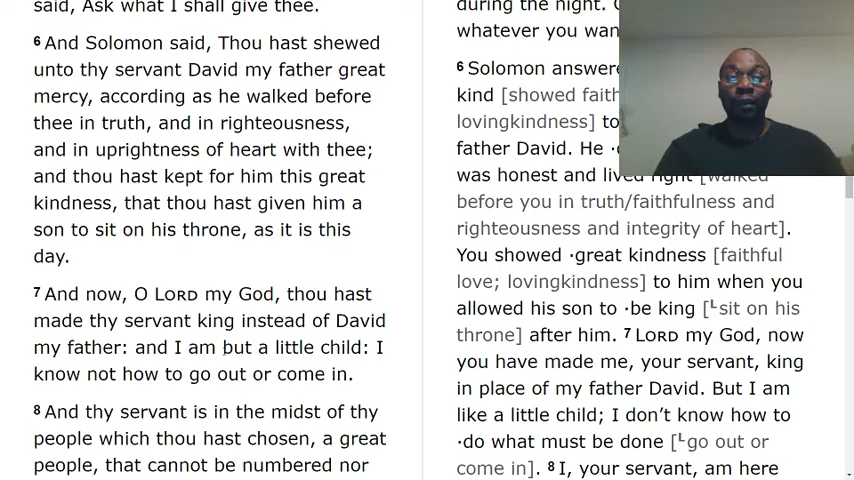 said, Ask what I shall give thee.
6 And Solomon said, Thou hast shewed
unto thy servant David my father great
mercy, according as he walked before
thee in truth, and in righteousness,
and in uprightness of heart with thee;
and thou hast kept for him this great
kindness, that thou hast given him a
son to sit on his throne, as it is this
day.
7 And now, O LORD my God, thou hast
made thy servant king instead of David
my father: and I am but a little child: I
know not how to go out or come in.
8 And thy servant is in the midst of thy
people which thou hast chosen, a great
people, that cannot be numbered nor
during the night.
whatever you
6 Solomon
kind [showed
lovingkindness] to
father David. He
was honest and lived right [walked
before you in truth/faithfulness and
righteousness and integrity of heart].
You showed ·great kindness [faithful
love; lovingkindness] to him when you
allowed his son to ·be king [ᴸsit on his
throne] after him. 7 LORD my God, now
you have made me, your servant, king
in place of my father David. But I am
like a little child; I don’t know how to
·do what must be done [ᴸgo out or
come in]. 8 I, your servant, am here